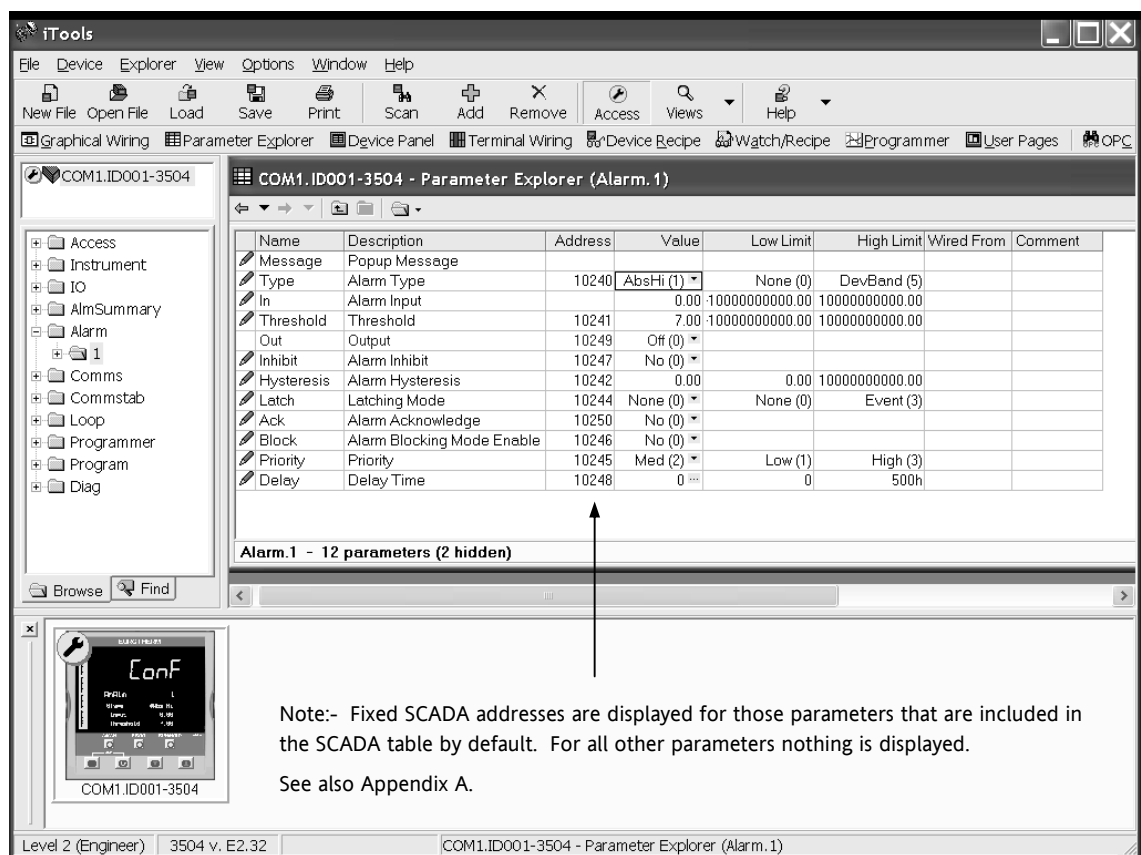 iTools
File Device Explorer View Options Window Help
New File Open File Load Save Print Scan Add Remove Access Views Help
Graphical Wiring Parameter Explorer Device Panel Terminal Wiring Device Recipe Watch/Recipe Programmer User Pages OPC
COM1.ID001-3504
COM1.ID001-3504 - Parameter Explorer (Alarm.1)
Access
Instrument
IO
AlmSummary
Alarm
1
Comms
Commstab
Loop
Programmer
Program
Diag
Browse Find
Name Description Address Value Low Limit High Limit Wired From Comment
Message Popup Message
Type Alarm Type 10240 AbsHi (1) None (0) DevBand (5)
In Alarm Input 0.00 -10000000000.00 10000000000.00
Threshold Threshold 10241 7.00 -10000000000.00 10000000000.00
Out Output 10249 Off (0)
Inhibit Alarm Inhibit 10247 No (0)
Hysteresis Alarm Hysteresis 10242 0.00 0.00 10000000000.00
Latch Latching Mode 10244 None (0) None (0) Event (3)
Ack Alarm Acknowledge 10250 No (0)
Block Alarm Blocking Mode Enable 10246 No (0)
Priority Priority 10245 Med (2) Low (1) High (3)
Delay Delay Time 10248 0 ... 0 500h
Alarm.1 - 12 parameters (2 hidden)
EUROTHERM
ConF
COM1.ID001-3504
Note:- Fixed SCADA addresses are displayed for those parameters that are included in
the SCADA table by default. For all other parameters nothing is displayed.
See also Appendix A.
Level 2 (Engineer) 3504 v. E2.32 COM1.ID001-3504 - Parameter Explorer (Alarm.1)